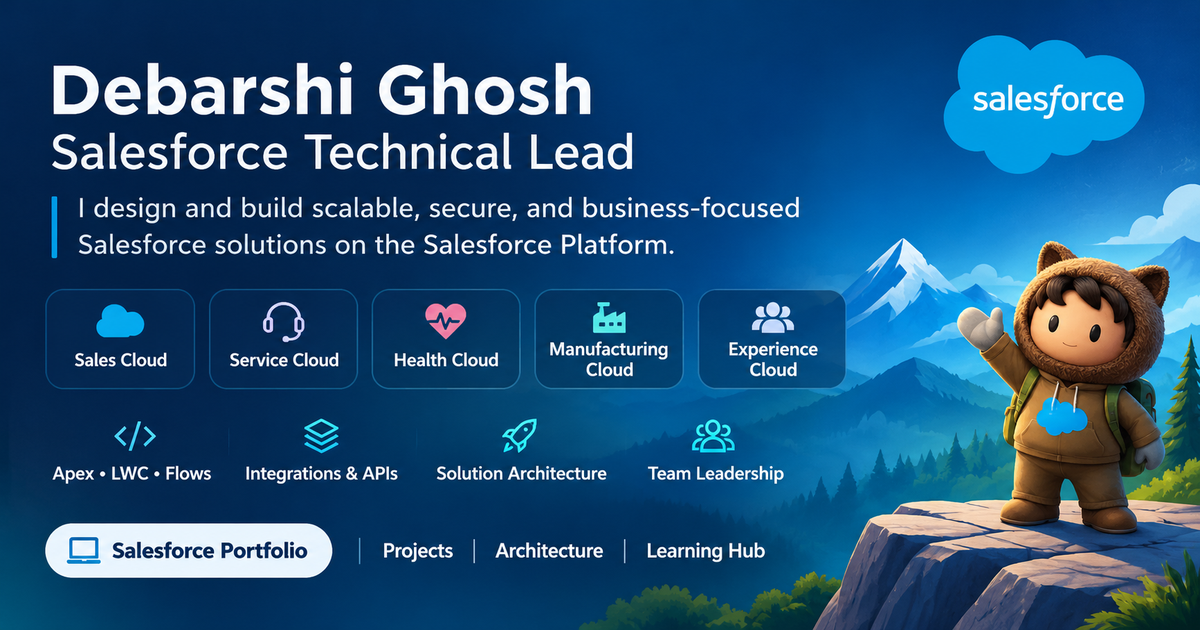 Debarshi Ghosh
Salesforce Technical Lead
I design and build scalable, secure, and business-focused
Salesforce solutions on the Salesforce Platform.
salesforce
Sales Cloud
Service Cloud
Health Cloud
Manufacturing
Cloud
Experience
Cloud
Apex • LWC • Flows
Integrations & APIs
Solution Architecture
Team Leadership
Salesforce Portfolio
Projects
Architecture
Learning Hub